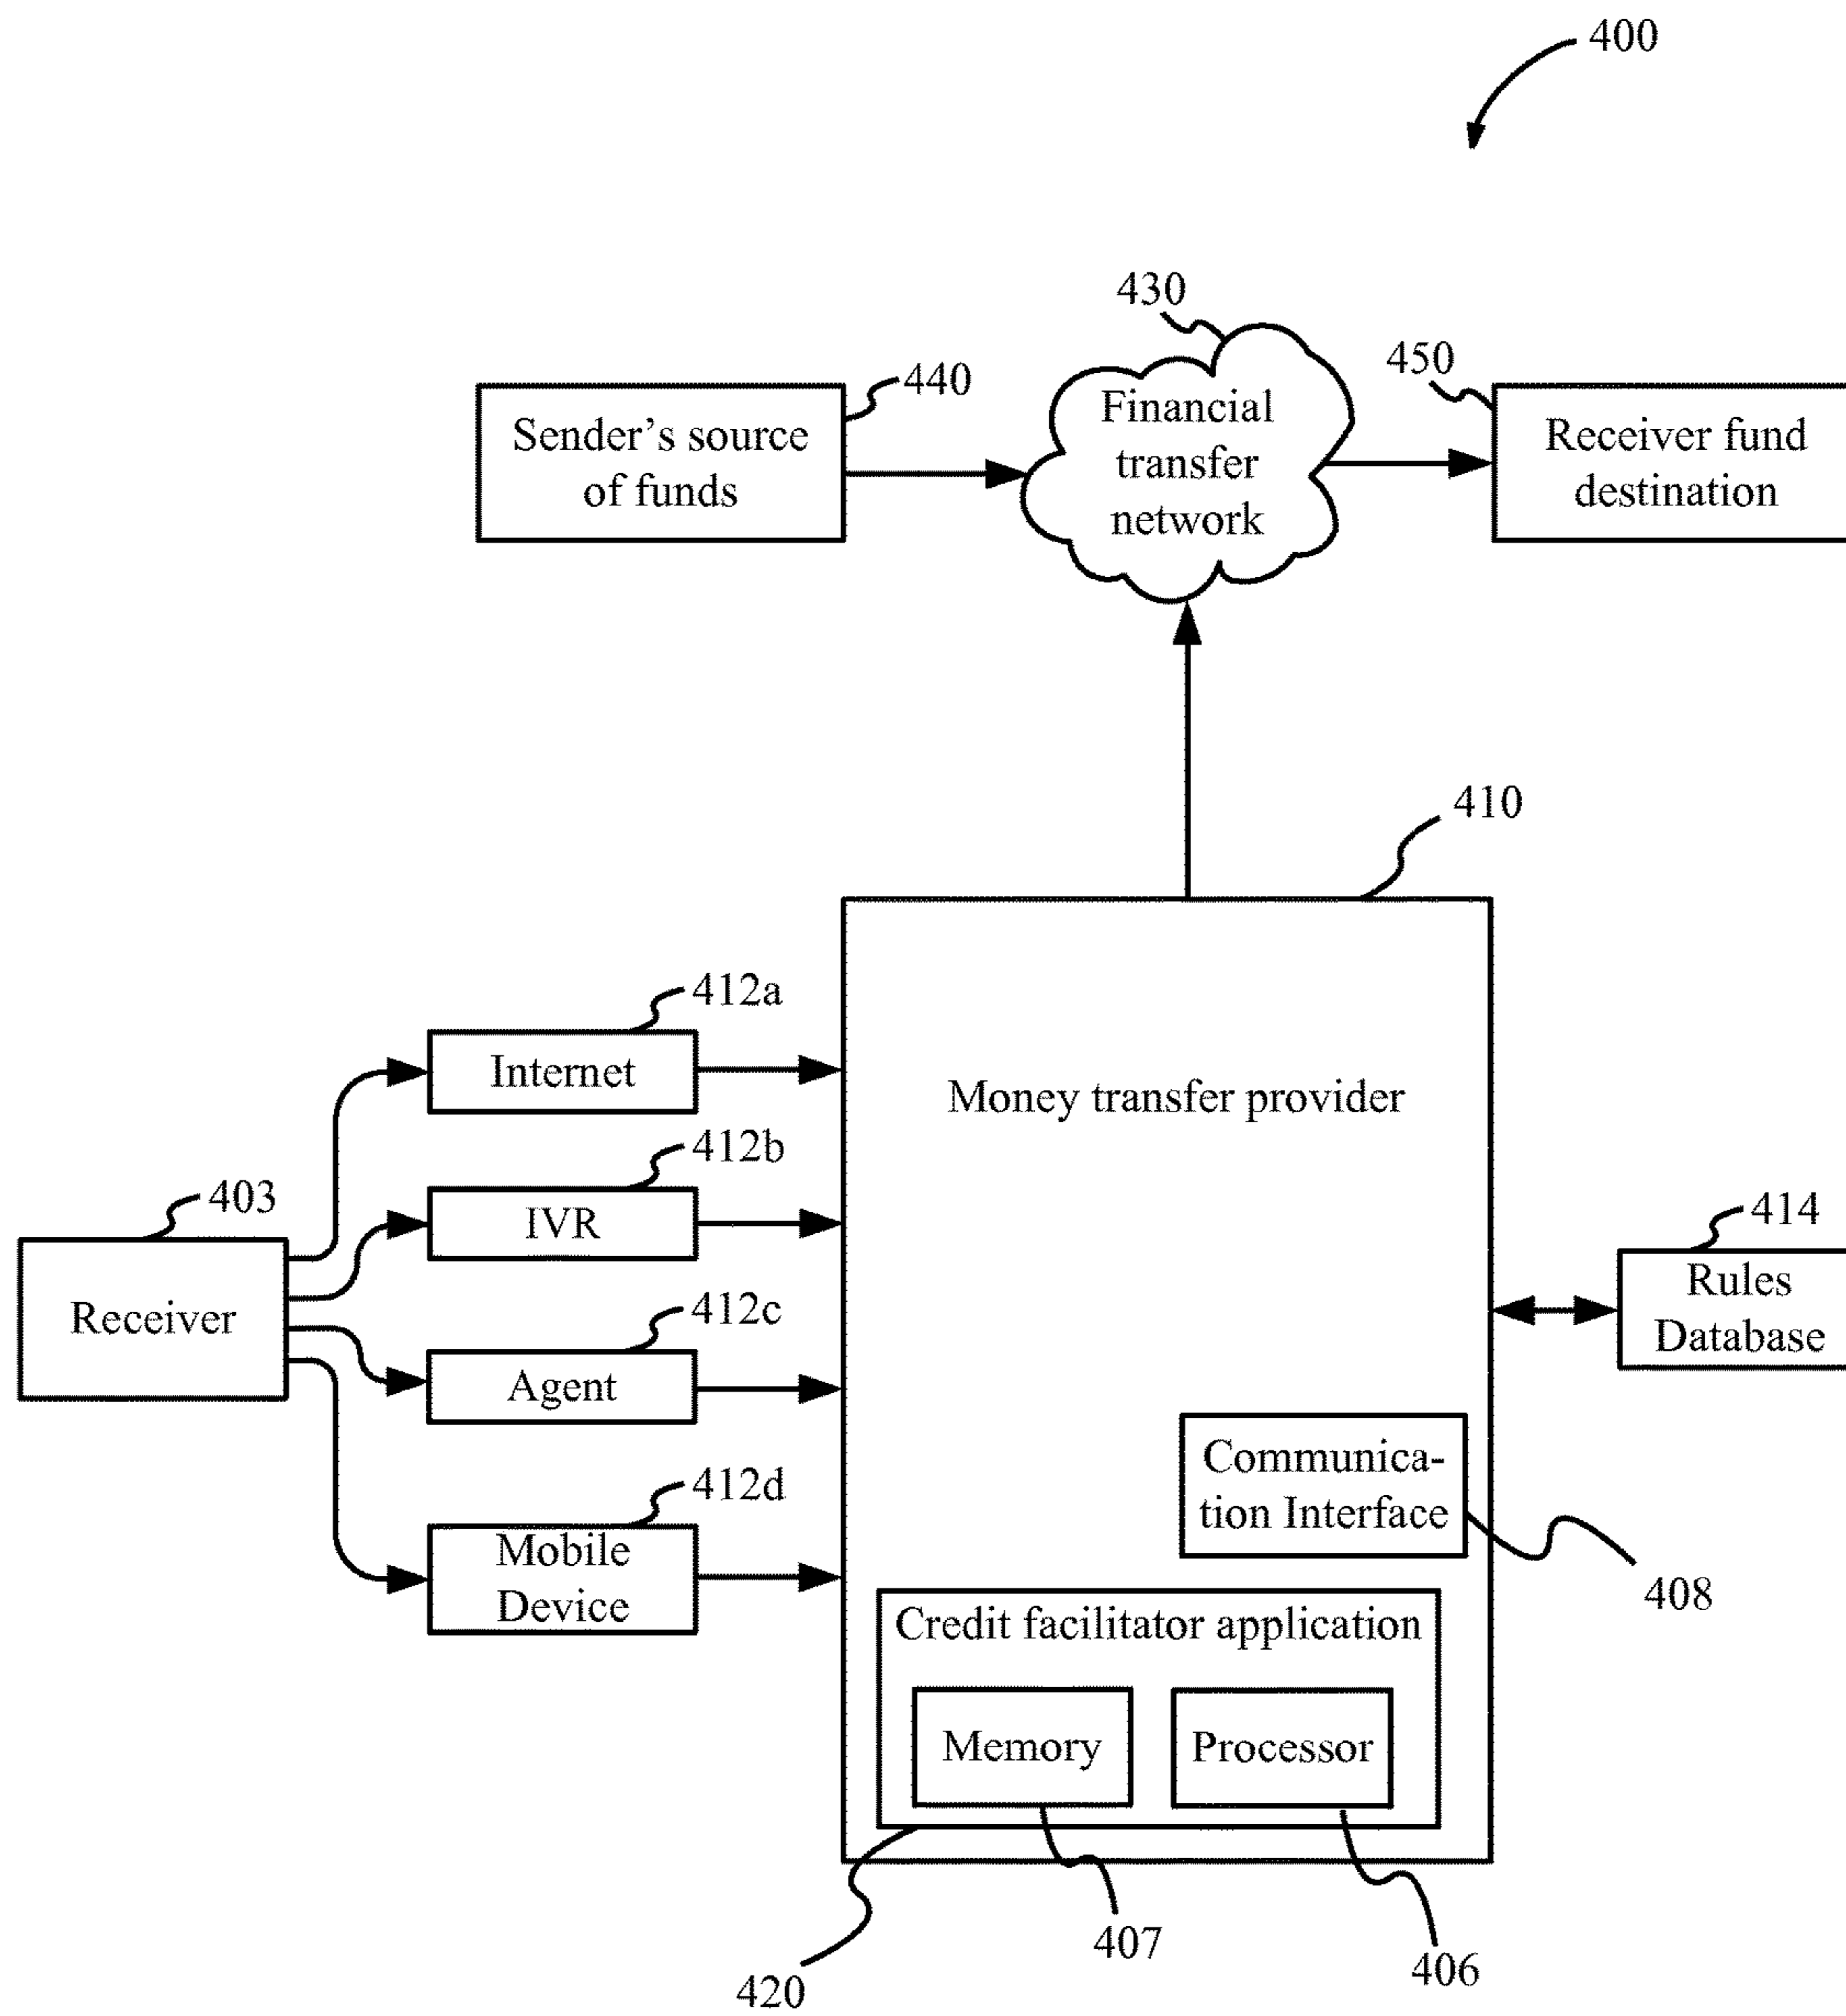 400
430
440
450
Sender's source
of funds
Financial
transfer
network
Receiver fund
destination
410
412a
Internet
Money transfer provider
412b
IVR
403
Receiver
414
Rules
Database
412c
Agent
412d
Mobile
Device
Communica-
tion Interface
408
Credit facilitator application
Memory
Processor
407
406
420